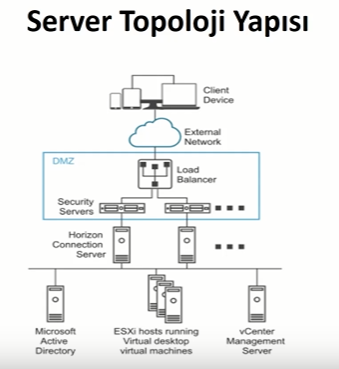 Server Topoloji Yapısı
Client
Device
External
Network
DMZ
Load
Balancer
Security
Servers
Horizon
Connection
Server
Microsoft
Active
Directory
ESXi hosts running
Virtual desktop
virtual machines
vCenter
Management
Server